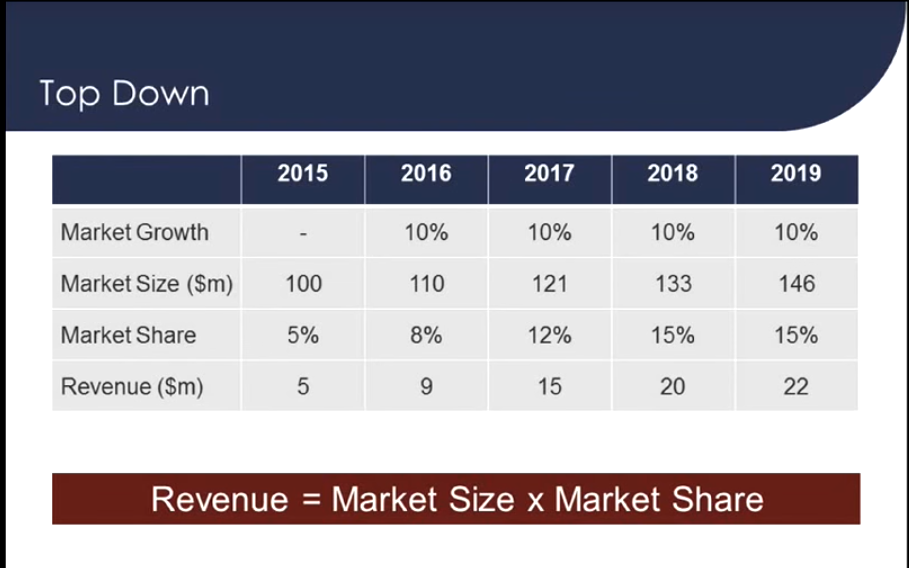 Top Down
2015 2016 2017 2018 2019
Market Growth - 10% 10% 10% 10%
Market Size ($m) 100 110 121 133 146
Market Share 5% 8% 12% 15% 15%
Revenue ($m) 5 9 15 20 22
Revenue = Market Size x Market Share